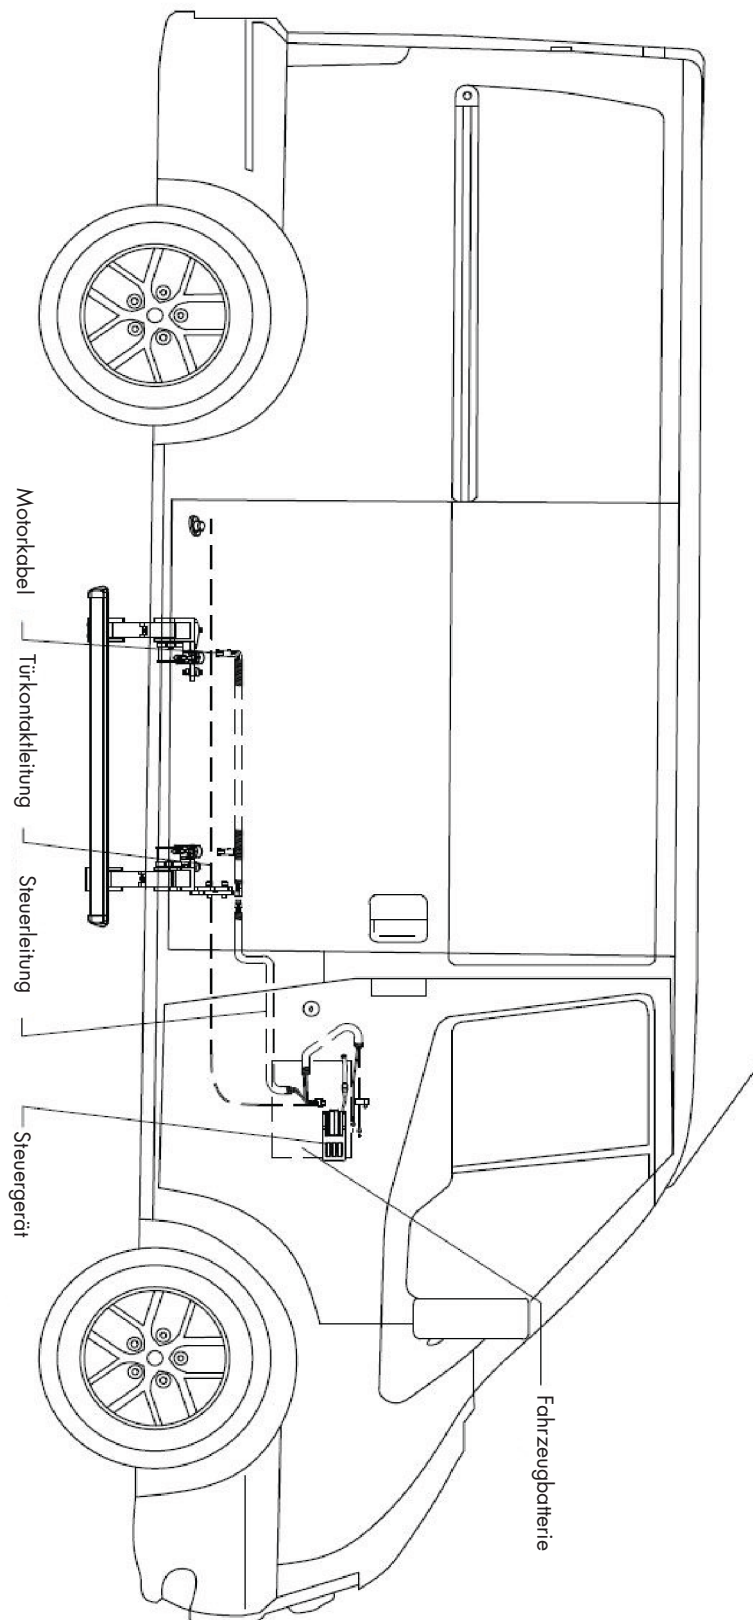 Motorkabel
Türkontaktleitung
Steuerleitung
Steuergerät
Fahrzeugbatterie